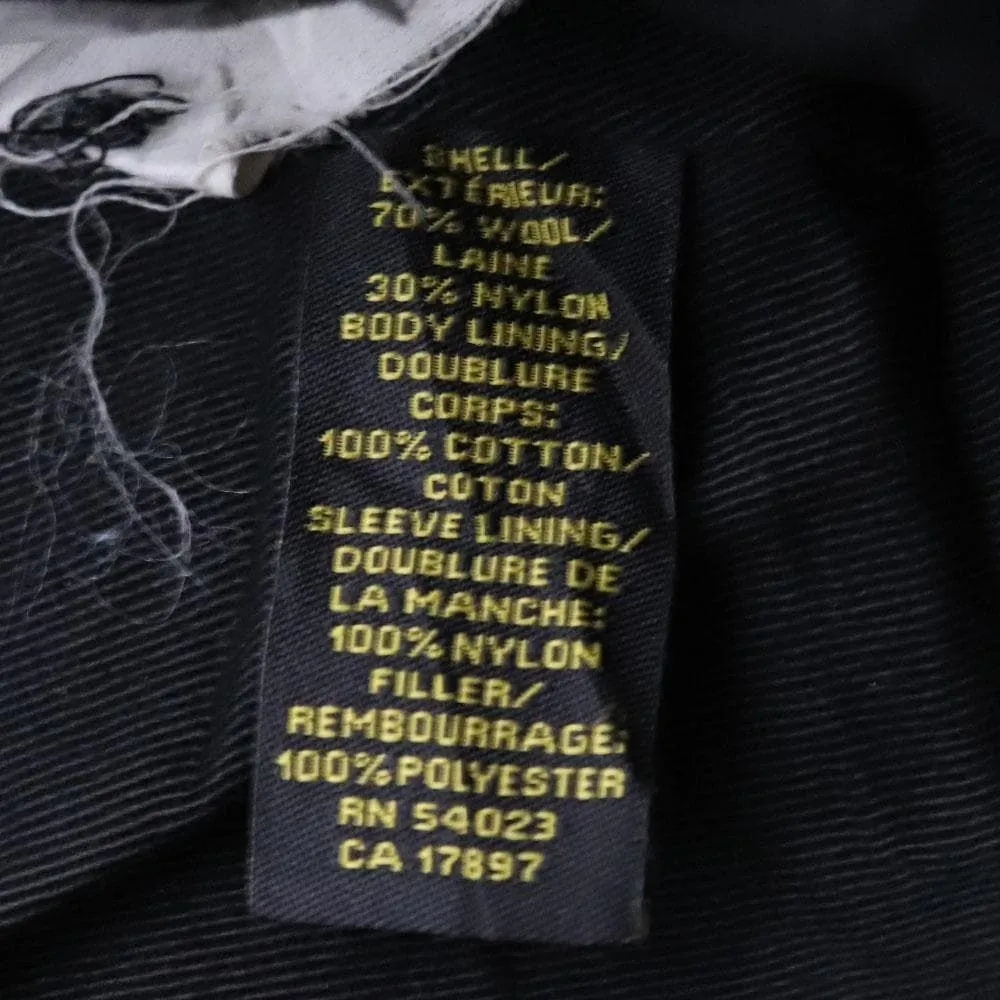 SHELL/
EXTÉRIEUR:
70% WOOL/
LAINE
30% NYLON
BODY LINING/
DOUBLURE
CORPS:
100% COTTON/
COTON
SLEEVE LINING/
DOUBLURE DE
LA MANCHE:
100% NYLON
FILLER/
REMBOURRAGE:
100% POLYESTER
RN 54023
CA 17897